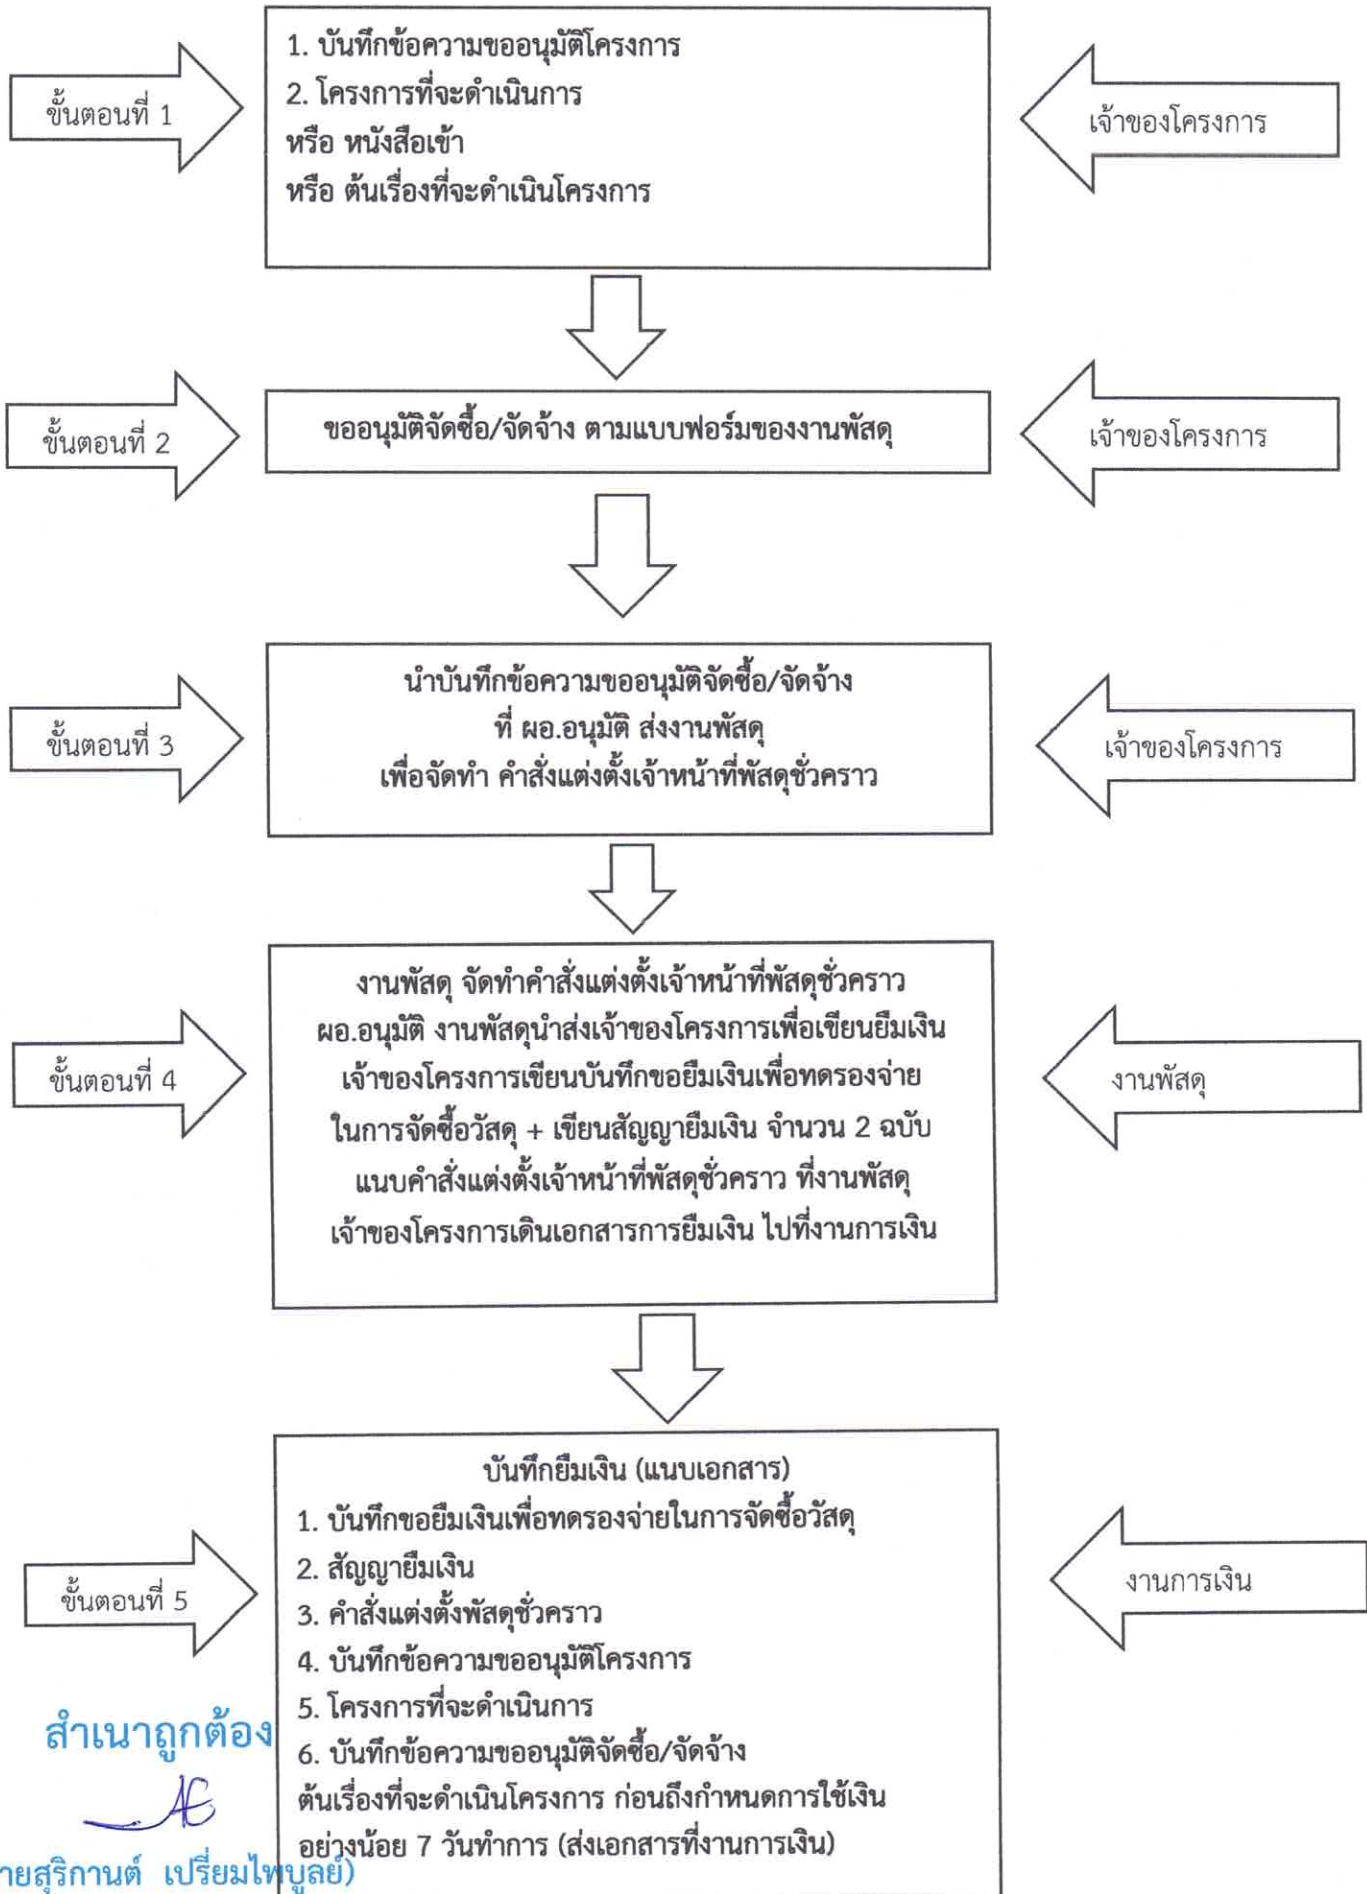 1. บันทึกข้อความขออนุมัติโครงการ
2. โครงการที่จะดำเนินการ
หรือ หนังสือเข้า
หรือ ต้นเรื่องที่จะดำเนินโครงการ
ขั้นตอนที่ 1
เจ้าของโครงการ
ขั้นตอนที่ 2
ขออนุมัติจัดซื้อ/จัดจ้าง ตามแบบฟอร์มของงานพัสดุ
เจ้าของโครงการ
ขั้นตอนที่ 3
นำบันทึกข้อความขออนุมัติจัดซื้อ/จัดจ้าง
ที่ ผอ.อนุมัติ ส่งงานพัสดุ
เพื่อจัดทำ คำสั่งแต่งตั้งเจ้าหน้าที่พัสดุชั่วคราว
เจ้าของโครงการ
ขั้นตอนที่ 4
งานพัสดุ จัดทำคำสั่งแต่งตั้งเจ้าหน้าที่พัสดุชั่วคราว
ผอ.อนุมัติ งานพัสดุนำส่งเจ้าของโครงการเพื่อเขียนยืมเงิน
เจ้าของโครงการเขียนบันทึกขอยืมเงินเพื่อทดรองจ่าย
ในการจัดซื้อวัสดุ + เขียนสัญญายืมเงิน จำนวน 2 ฉบับ
แนบคำสั่งแต่งตั้งเจ้าหน้าที่พัสดุชั่วคราว ที่งานพัสดุ
เจ้าของโครงการเดินเอกสารการยืมเงิน ไปที่งานการเงิน
งานพัสดุ
ขั้นตอนที่ 5
บันทึกยืมเงิน (แนบเอกสาร)
1. บันทึกขอยืมเงินเพื่อทดรองจ่ายในการจัดซื้อวัสดุ
2. สัญญายืมเงิน
3. คำสั่งแต่งตั้งพัสดุชั่วคราว
4. บันทึกข้อความขออนุมัติโครงการ
5. โครงการที่จะดำเนินการ
6. บันทึกข้อความขออนุมัติจัดซื้อ/จัดจ้าง
ต้นเรื่องที่จะดำเนินโครงการ ก่อนถึงกำหนดการใช้เงิน
อย่างน้อย 7 วันทำการ (ส่งเอกสารที่งานการเงิน)
งานการเงิน
สำเนาถูกต้อง
ายสุริกานต์ เปรี่ยมไพบูลย์)